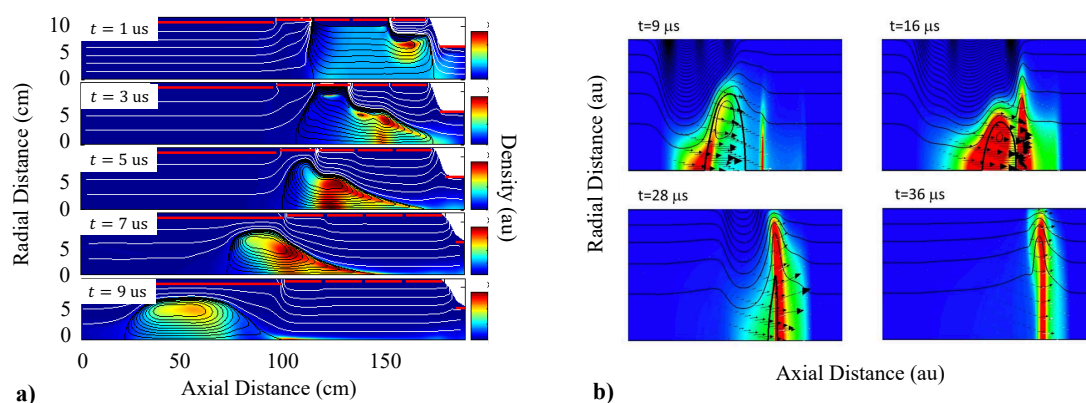 t = 1 us
t = 3 us
t = 5 us
t = 7 us
t = 9 us
10
5
0
5
0
5
0
5
0
5
0
0
50
100
150
Radial Distance (cm)
Axial Distance (cm)
Density
(au)
a)
t=9 µs
t=16 µs
t=28 µs
t=36 µs
Radial Distance (au)
Axial Distance (au)
b)